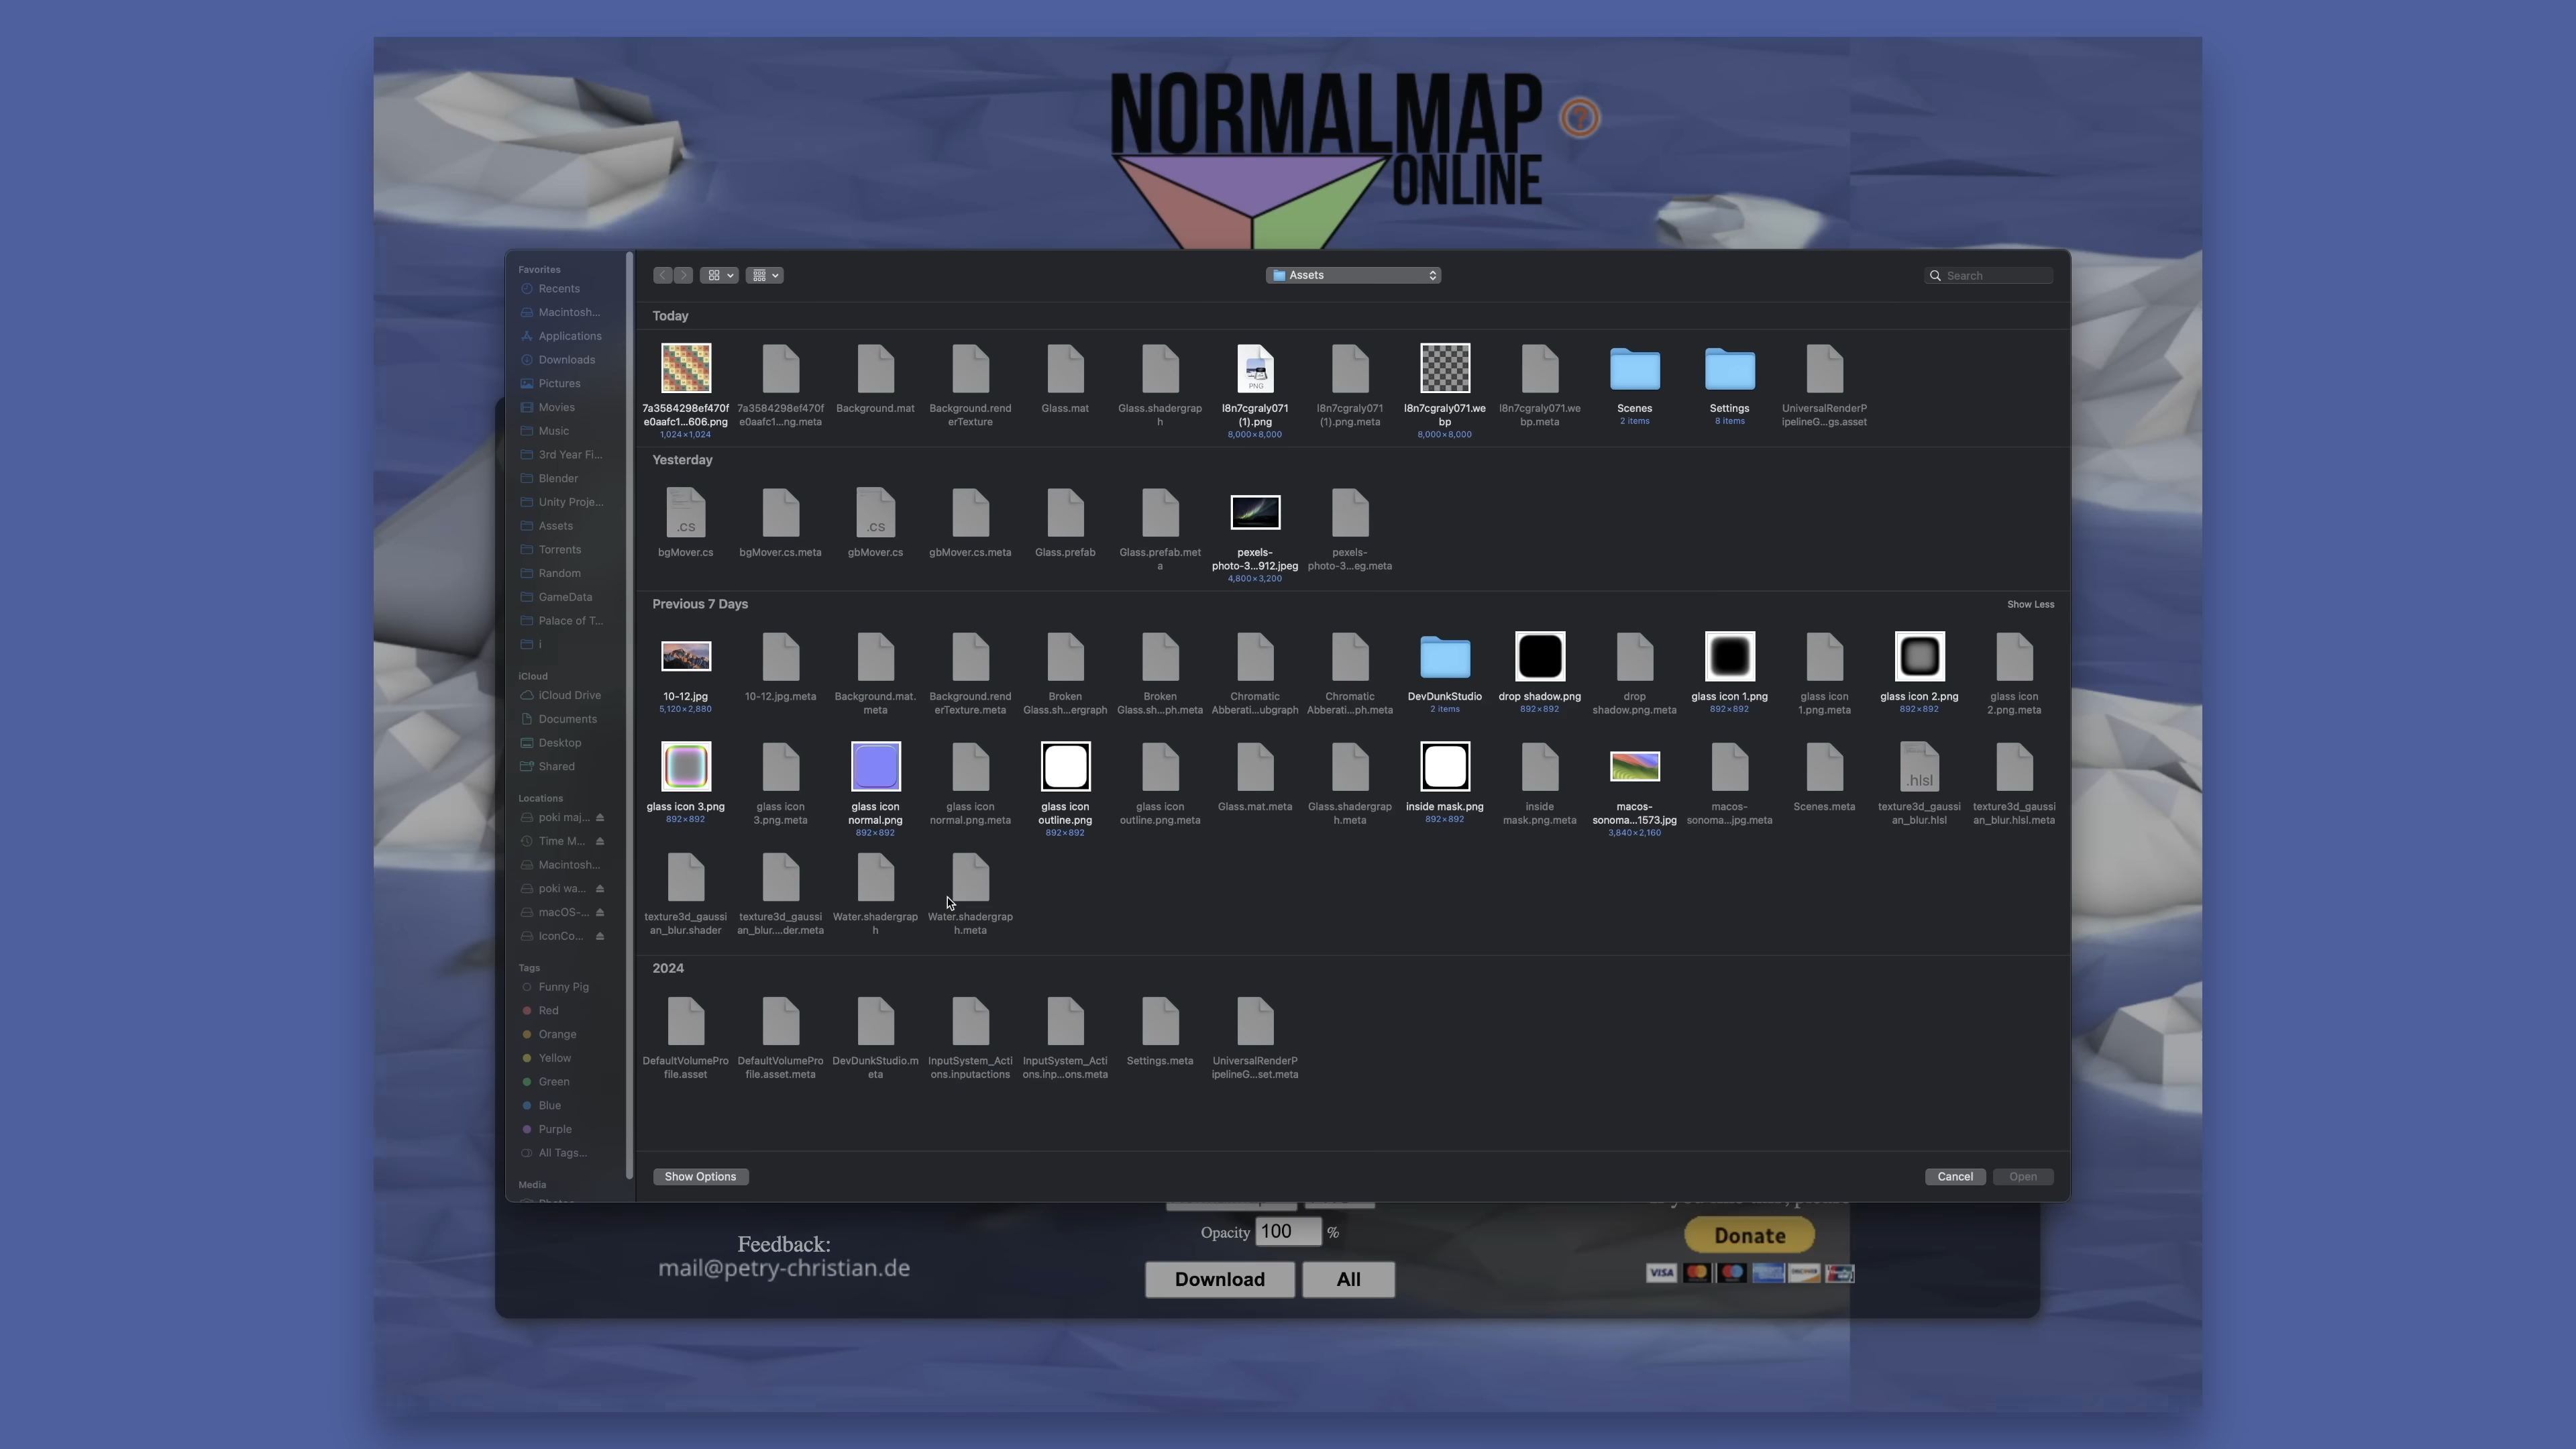 NORMALMAP
ONLINE
?
Favorites
Recents
Macintosh...
Applications
Downloads
Pictures
Movies
Music
3rd Year Fi...
Blender
Unity Proje...
Assets
Torrents
Random
GameData
Palace of T...
i
iCloud
iCloud Drive
Documents
Desktop
Shared
Locations
poki maj...
Time M...
Macintosh...
poki wa...
macOS-...
IconCo...
Tags
Funny Pig
Red
Orange
Yellow
Green
Blue
Purple
All Tags...
Media
Assets
Search
Today
PNG
7a3584298ef470f 7a3584298ef470f Background.mat Background.rend Glass.mat Glass.shadergrap l8n7cgraly071 l8n7cgraly071 l8n7cgraly071.we l8n7cgraly071.we Scenes Settings UniversalRenderP
e0aafc1...606.png e0aafc1...ng.meta erTexture h (1).png (1).png.meta bp bp.meta 2 items 8 items ipelineG...gs.asset
1,024×1,024 8,000×8,000 8,000×8,000
Yesterday
.CS .CS
bgMover.cs bgMover.cs.meta gbMover.cs gbMover.cs.meta Glass.prefab Glass.prefab.met pexels- pexels-
a photo-3...912.jpeg photo-3...eg.meta
4,800×3,200
Previous 7 Days Show Less
10-12.jpg 10-12.jpg.meta Background.mat. Background.rend Broken Broken Chromatic Chromatic DevDunkStudio drop shadow.png drop glass icon 1.png glass icon glass icon 2.png glass icon
5,120×2,880 meta erTexture.meta Glass.sh...ergraph Glass.sh...ph.meta Abberati...ubgraph Abberati...ph.meta 2 items 892×892 shadow.png.meta 892×892 1.png.meta 892×892 2.png.meta
.hlsl
glass icon 3.png glass icon glass icon glass icon glass icon glass icon Glass.mat.meta Glass.shadergrap inside mask.png inside macos- macos- Scenes.meta texture3d_gaussi texture3d_gaussi
892×892 3.png.meta normal.png normal.png.meta outline.png outline.png.meta h.meta 892×892 mask.png.meta sonoma...1573.jpg sonoma...jpg.meta an_blur.hlsl an_blur.hlsl.meta
892×892 892×892 3,840×2,160
texture3d_gaussi texture3d_gaussi Water.shadergrap Water.shadergrap
an_blur.shader an_blur....der.meta h h.meta
2024
DefaultVolumePro DefaultVolumePro DevDunkStudio.m InputSystem_Acti InputSystem_Acti Settings.meta UniversalRenderP
file.asset file.asset.meta eta ons.inputactions ons.inp...ons.meta ipelineG...set.meta
Show Options Cancel Open
Opacity 100 %
Feedback:
mail@petry-christian.de
Download All
Donate
VISA